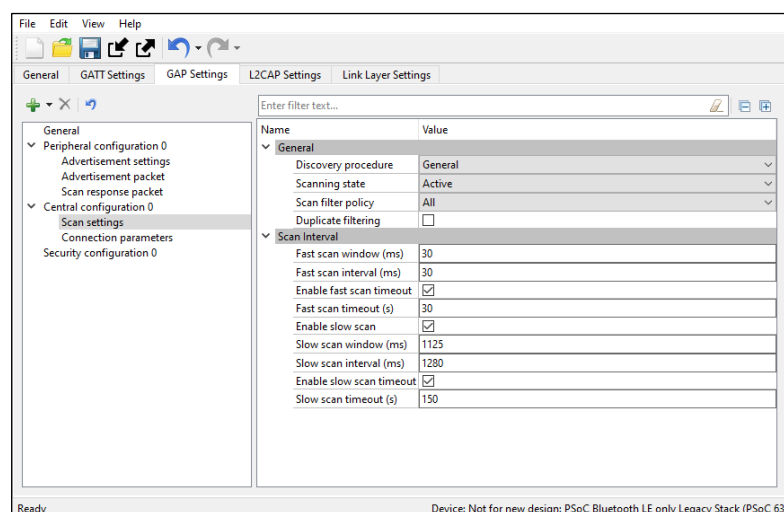 File Edit View Help
General GATT Settings GAP Settings L2CAP Settings Link Layer Settings
Enter filter text...
General
Peripheral configuration 0
Advertisement settings
Advertisement packet
Scan response packet
Central configuration 0
Scan settings
Connection parameters
Security configuration 0
Name Value
General
Discovery procedure General
Scanning state Active
Scan filter policy All
Duplicate filtering
Scan Interval
Fast scan window (ms) 30
Fast scan interval (ms) 30
Enable fast scan timeout
Fast scan timeout (s) 30
Enable slow scan
Slow scan window (ms) 1125
Slow scan interval (ms) 1280
Enable slow scan timeout
Slow scan timeout (s) 150
Ready Device: Not for new design: PSoC Bluetooth LE only Legacy Stack (PSoC 63